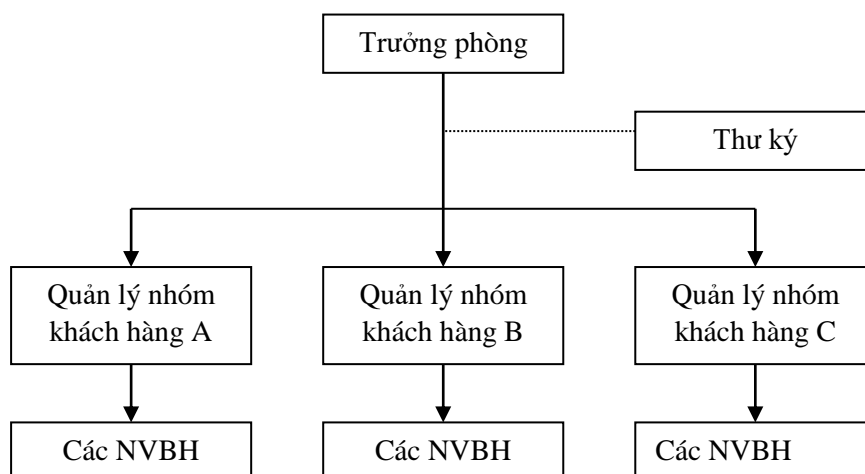 Trưởng phòng
Thư ký
Quản lý nhóm
khách hàng A
Quản lý nhóm
khách hàng B
Quản lý nhóm
khách hàng C
Các NVBH
Các NVBH
Các NVBH